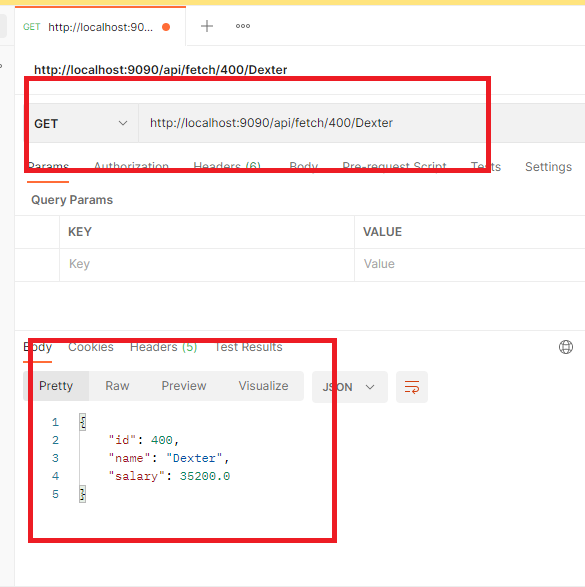 GET http://localhost:90...
http://localhost:9090/api/fetch/400/Dexter
GET http://localhost:9090/api/fetch/400/Dexter
Params Authorization Headers (6) Body Pre-request Script Tests Settings
Query Params
KEY VALUE
Key Value
Body Cookies Headers (5) Test Results
Pretty Raw Preview Visualize JSON
1 {
2 "id": 400,
3 "name": "Dexter",
4 "salary": 35200.0
5 }